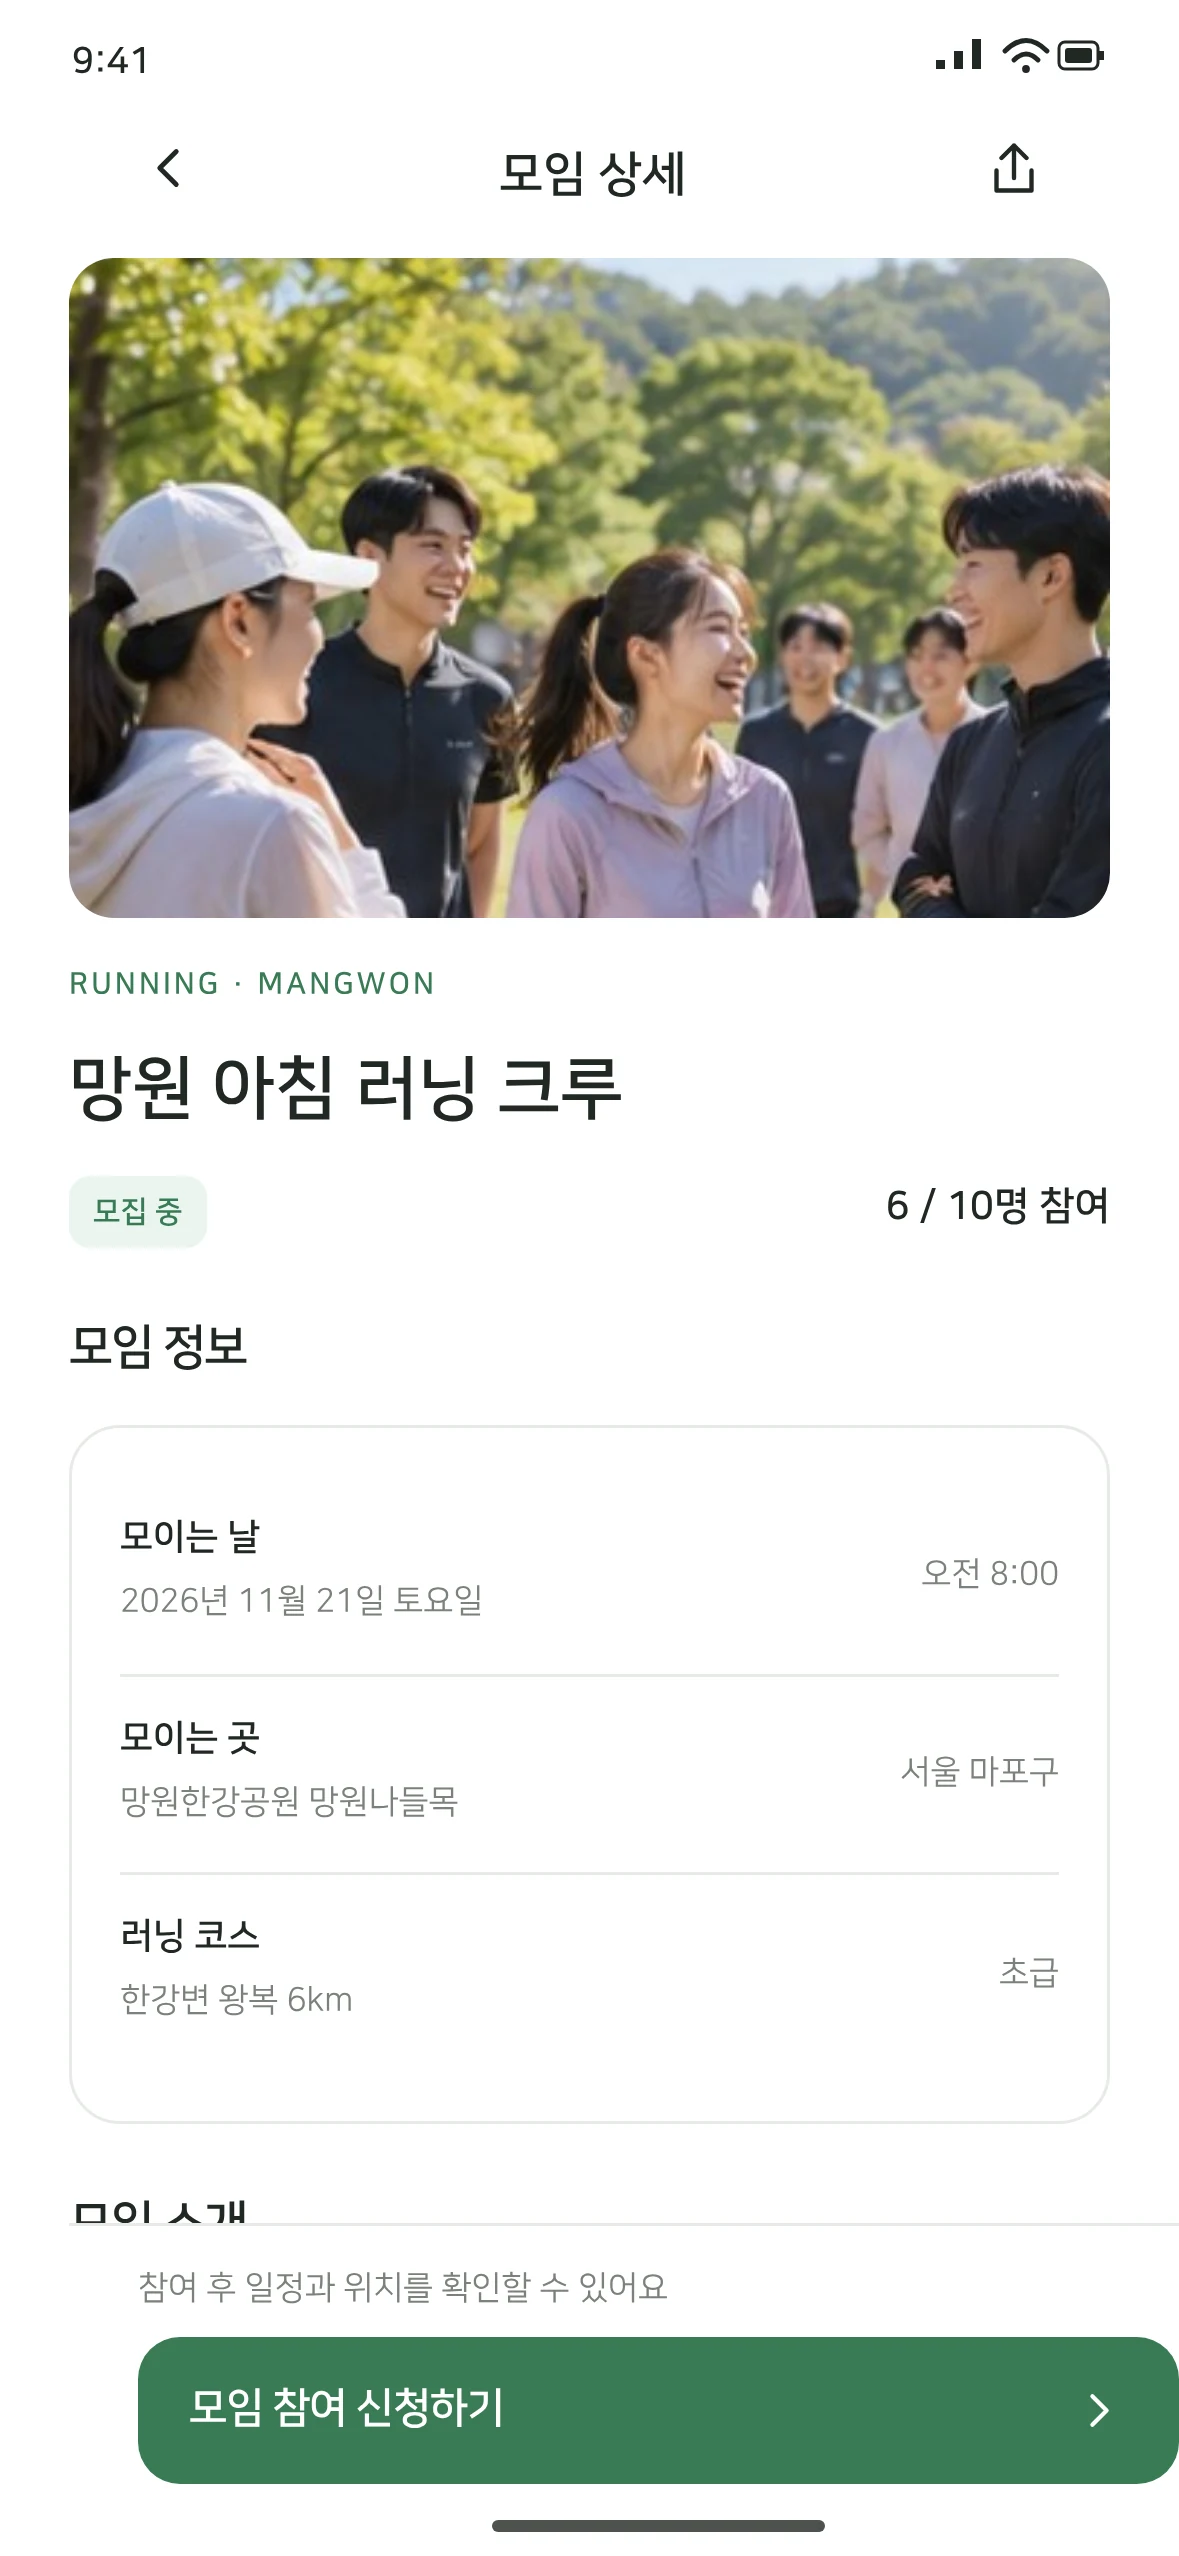 9:41
모임 상세
RUNNING · MANGWON
망원 아침 러닝 크루
모집 중
6 / 10명 참여
모임 정보
모이는 날
2026년 11월 21일 토요일
오전 8:00
모이는 곳
망원한강공원 망원나들목
서울 마포구
러닝 코스
한강변 왕복 6km
초급
모임 소개
참여 후 일정과 위치를 확인할 수 있어요
모임 참여 신청하기